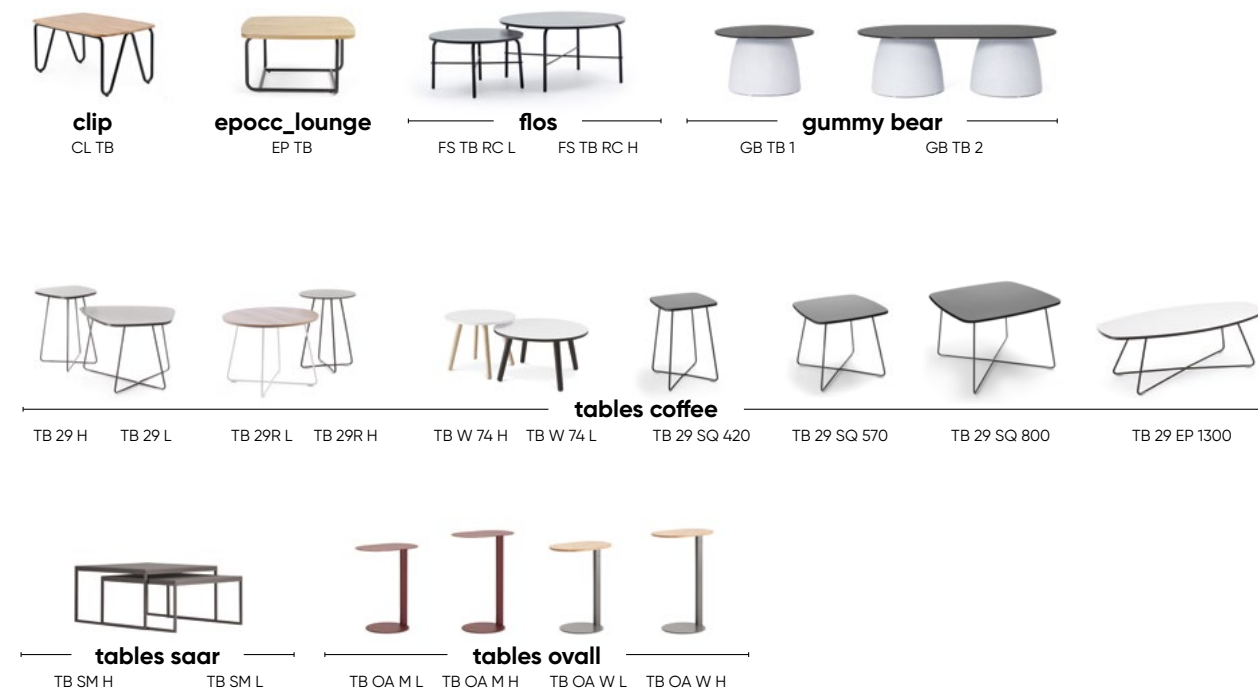 clip
CL TB
epocc_lounge
EP TB
flos
FS TB RC L FS TB RC H
gummy bear
GB TB 1 GB TB 2
tables coffee
TB 29 H TB 29 L TB 29R L TB 29R H TB W 74 H TB W 74 L TB 29 SQ 420 TB 29 SQ 570 TB 29 SQ 800 TB 29 EP 1300
tables saar
TB SM H TB SM L
tables ovall
TB OA M L TB OA M H TB OA W L TB OA W H